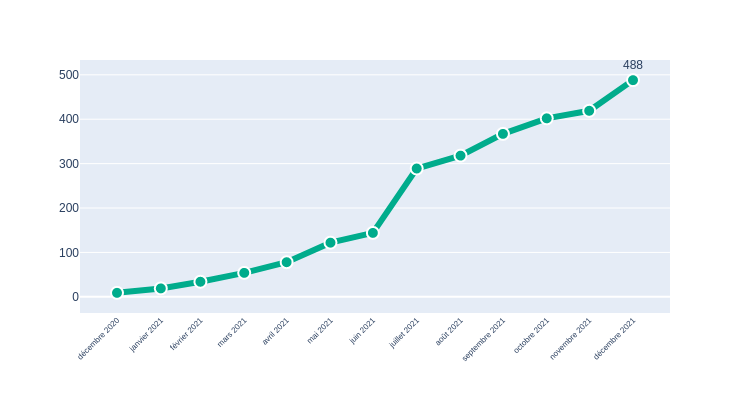 488
500
400
300
200
100
0
décembre 2020
janvier 2021
février 2021
mars 2021
avril 2021
mai 2021
juin 2021
juillet 2021
août 2021
septembre 2021
octobre 2021
novembre 2021
décembre 2021